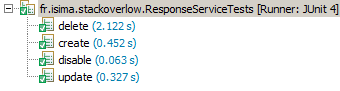 fr.isima.stackoverlow.ResponseServiceTests [Runner: JUnit 4]
delete (2.122 s)
create (0.452 s)
disable (0.063 s)
update (0.327 s)